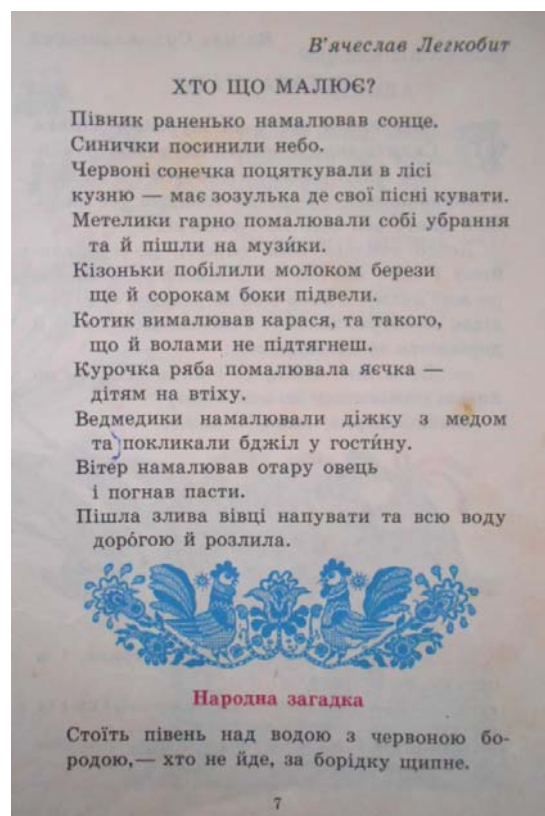 В'ячеслав Легкобит
ХТО ЩО МАЛЮЄ?
Півник раненько намалював сонце.
Синички посинили небо.
Червоні сонечка поцяткували в лісі
кузню — має зозулька де свої пісні кувати.
Метелики гарно помалювали собі убрання
та й пішли на музи́ки.
Кізоньки побілили молоком берези
ще й сорокам боки підвели.
Котик вималював карася, та такого,
що й волами не підтягнеш.
Курочка ряба помалювала яєчка —
дітям на втіху.
Ведмедики намалювали діжку з медом
та покликали бджіл у гости́ну.
Вітер намалював отару овець
і погнав пасти.
Пішла злива вівці напувати та всю воду
доро́гою й розлила.
Народна загадка
Стоїть півень над водою з червоною бо-
родою,— хто не йде, за борідку щипне.
7